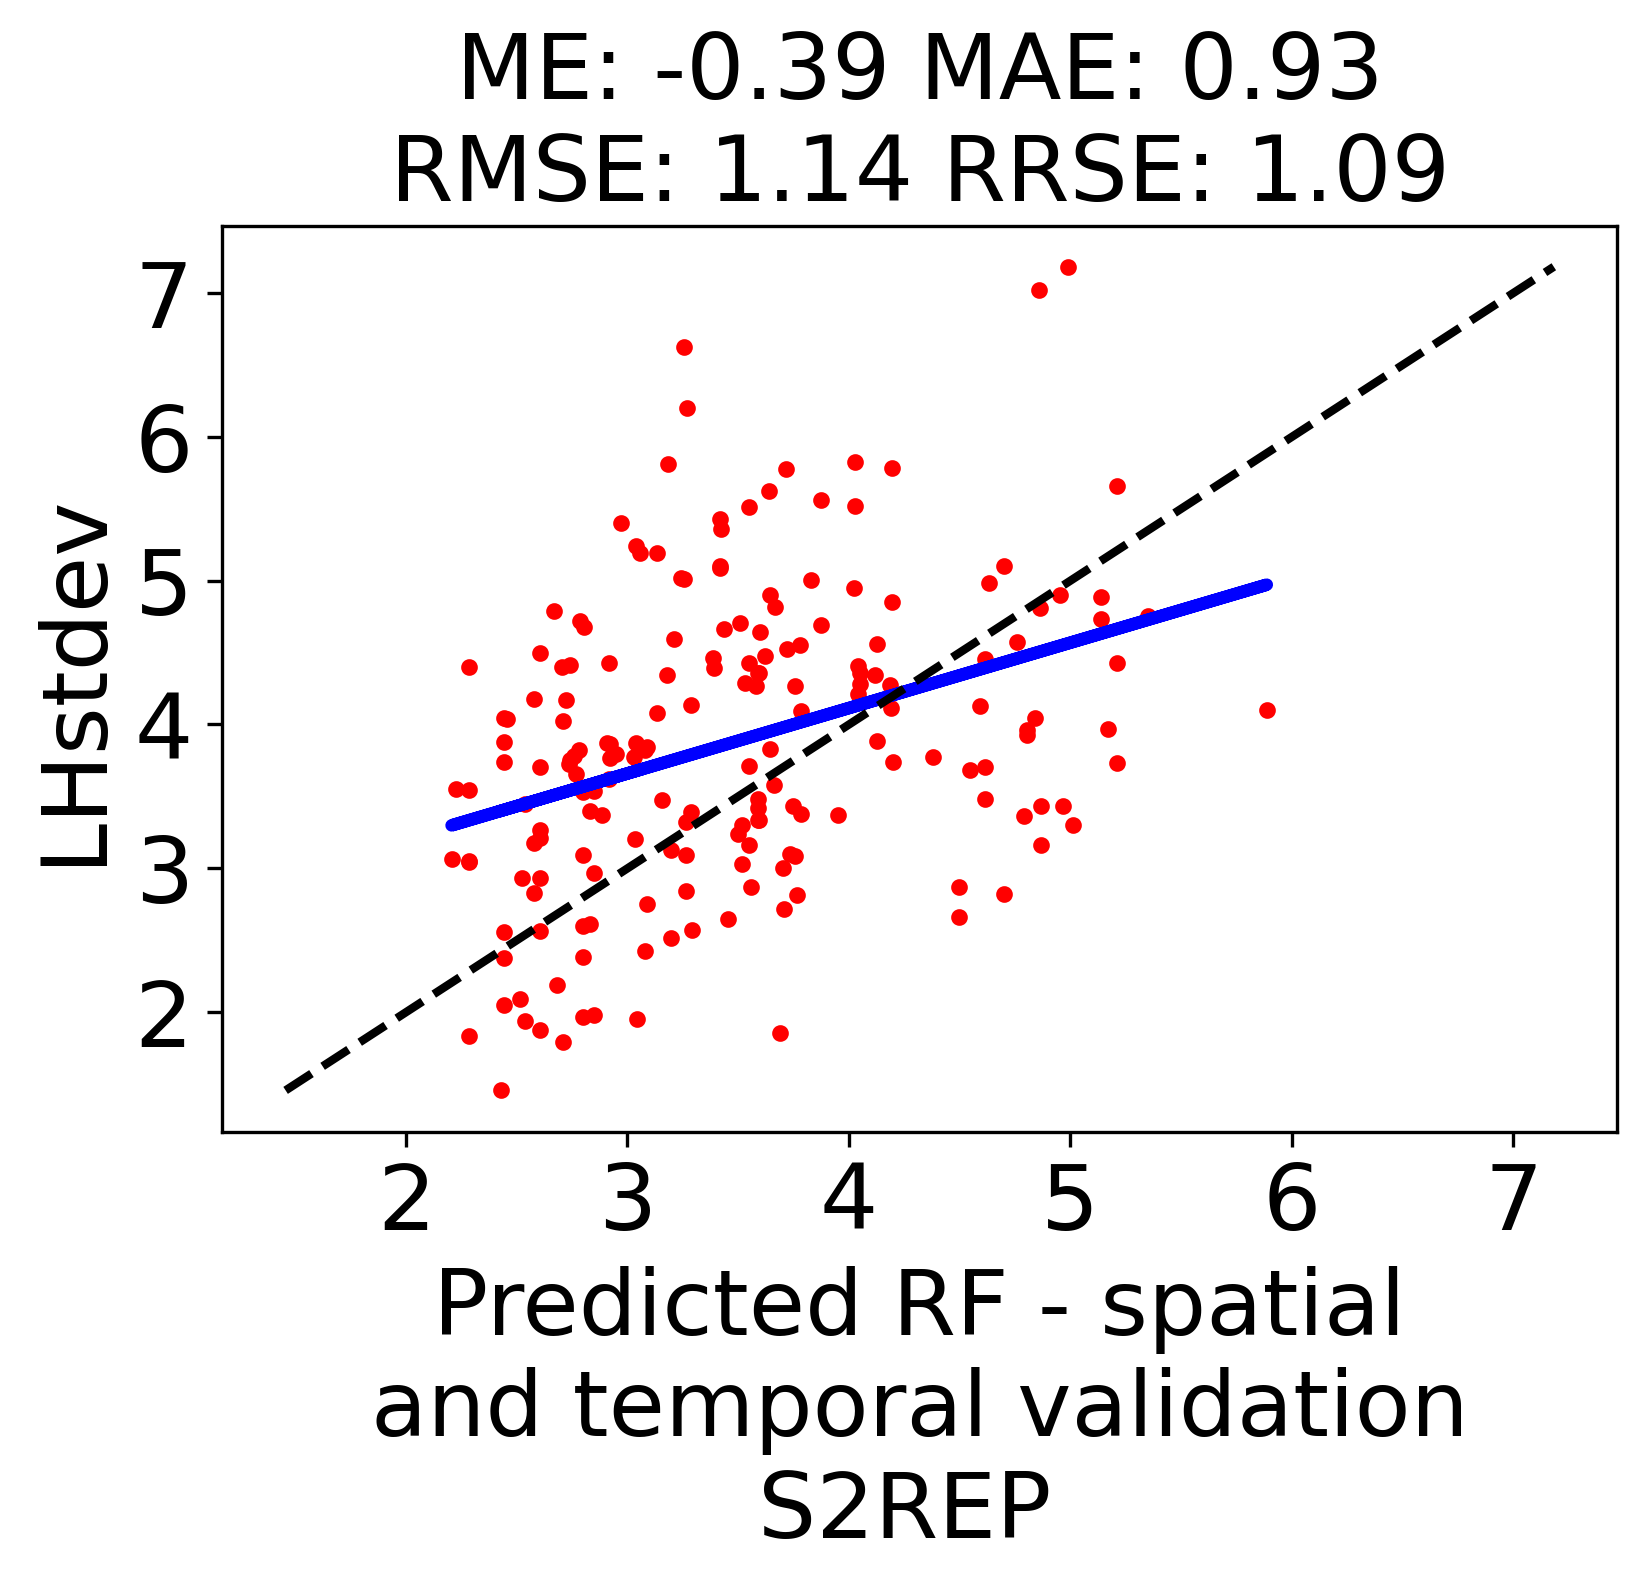 ME: -0.39 MAE: 0.93
RMSE: 1.14 RRSE: 1.09
7
6
5
4
3
2
LHstdev
2 3 4 5 6 7
Predicted RF - spatial
and temporal validation
S2REP